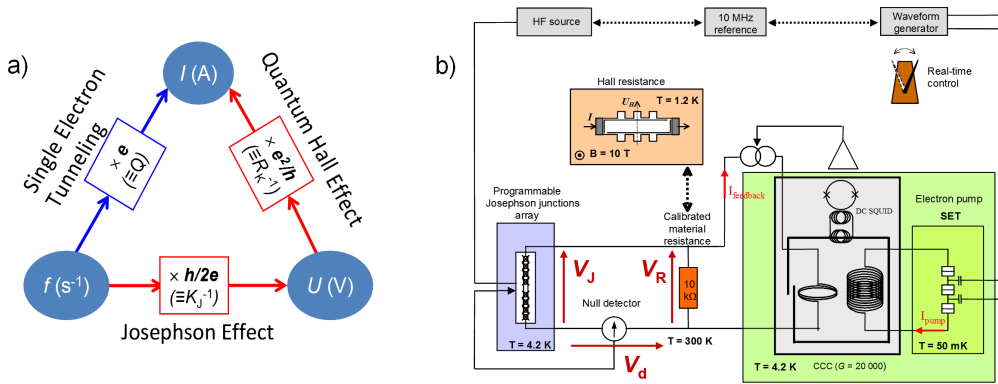 a)
I (A)
Single Electron
Tunneling
Quantum Hall Effect
× e
(≡Q)
× e²/h
(≡R_K⁻¹)
f (s⁻¹)
× h/2e
(≡K_J⁻¹)
U (V)
Josephson Effect
b)
HF source
10 MHz
reference
Waveform
generator
Real-time
control
Hall resistance
U_H
T = 1.2 K
I
B = 10 T
Programmable
Josephson junctions
array
Calibrated
material
resistance
I_feedback
DC SQUID
Electron pump
SET
V_J
V_R
10
kΩ
Null detector
I_pump
T = 4.2 K
V_d
T = 300 K
T = 4.2 K
CCC (G = 20 000)
T = 50 mK